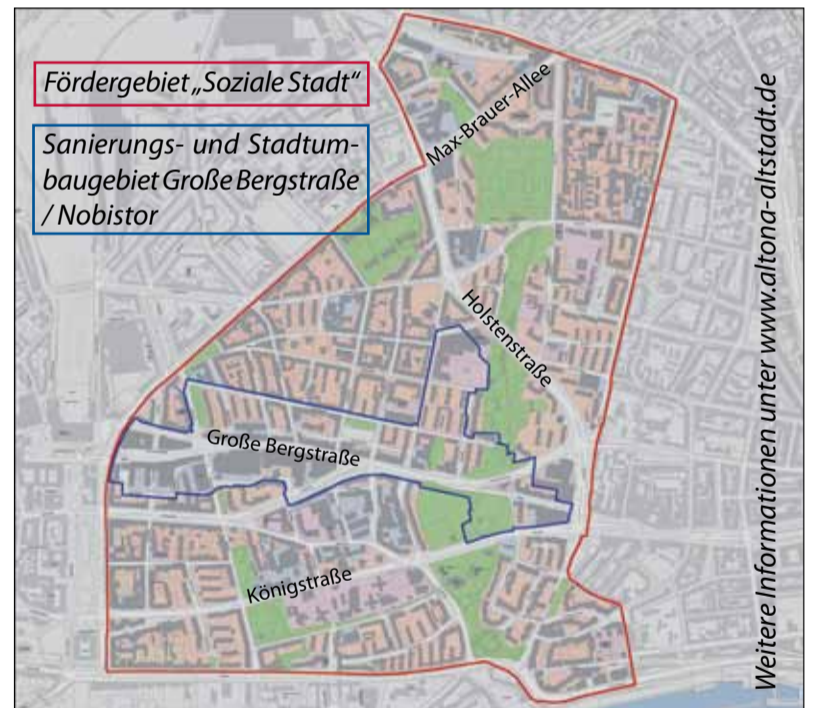 Fördergebiet „Soziale Stadt“
Sanierungs- und Stadtum-
baugebiet Große Bergstraße
/ Nobistor
Max-Brauer-Allee
Holstenstraße
Große Bergstraße
Königstraße
Weitere Informationen unter www.altona-altstadt.de